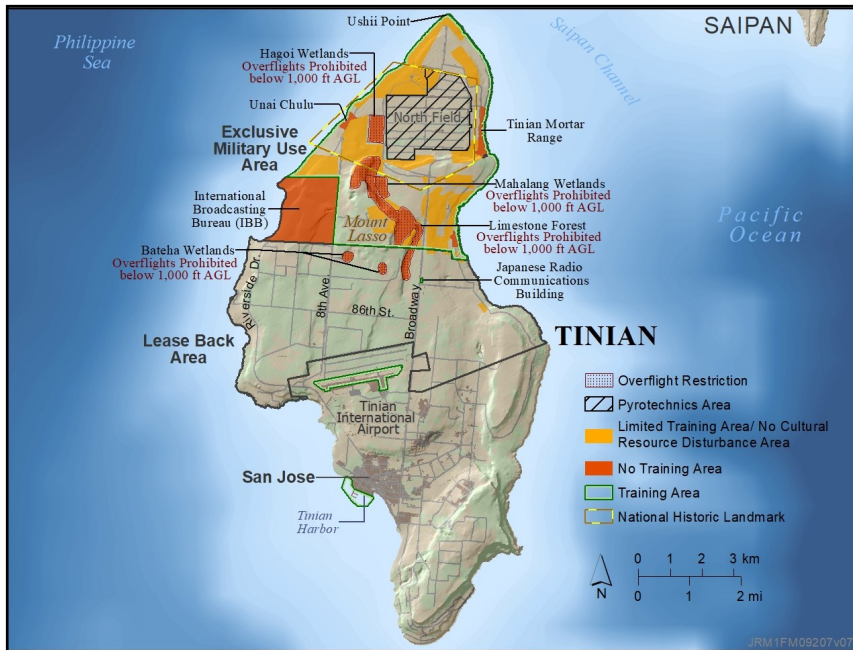 Ushii Point
SAIPAN
Philippine
Sea
Saipan Channel
Hagoi Wetlands
Overflights Prohibited
below 1,000 ft AGL
Unai Chulu
North Field
Exclusive
Military Use
Area
Tinian Mortar
Range
International
Broadcasting
Bureau (IBB)
Mahalang Wetlands
Overflights Prohibited
below 1,000 ft AGL
Mount
Lasso
Limestone Forest
Overflights Prohibited
below 1,000 ft AGL
Pacific
Ocean
Bateha Wetlands
Overflights Prohibited
below 1,000 ft AGL
Japanese Radio
Communications
Building
Riverside Dr.
8th Ave.
86th St.
Broadway
Lease Back
Area
TINIAN
Tinian
International
Airport
San Jose
Tinian
Harbor
Overflight Restriction
Pyrotechnics Area
Limited Training Area/ No Cultural
Resource Disturbance Area
No Training Area
Training Area
National Historic Landmark
N
0 1 2 3 km
0 1 2 mi
JRM1FM09207v07